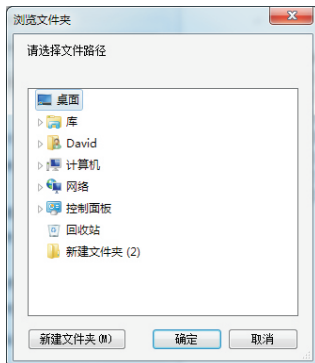 浏览文件夹
请选择文件路径
桌面
库
David
计算机
网络
控制面板
回收站
新建文件夹 (2)
新建文件夹(M)
确定
取消